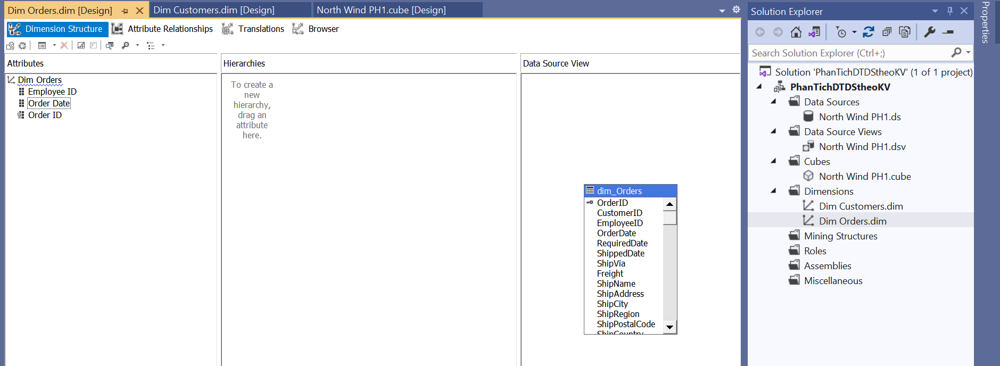 Dim Orders.dim [Design]
Dim Customers.dim [Design]
North Wind PH1.cube [Design]
Dimension Structure
Attribute Relationships
Translations
Browser
Attributes
Dim Orders
Employee ID
Order Date
Order ID
Hierarchies
To create a
new
hierarchy,
drag an
attribute
here.
Data Source View
dim_Orders
OrderID
CustomerID
EmployeeID
OrderDate
RequiredDate
ShippedDate
ShipVia
Freight
ShipName
ShipAddress
ShipCity
ShipRegion
ShipPostalCode
ShipCountry
Solution Explorer
Search Solution Explorer (Ctrl+;)
Solution 'PhanTichDTDStheoKV' (1 of 1 project)
PhanTichDTDStheoKV
Data Sources
North Wind PH1.ds
Data Source Views
North Wind PH1.dsv
Cubes
North Wind PH1.cube
Dimensions
Dim Customers.dim
Dim Orders.dim
Mining Structures
Roles
Assemblies
Miscellaneous
Properties